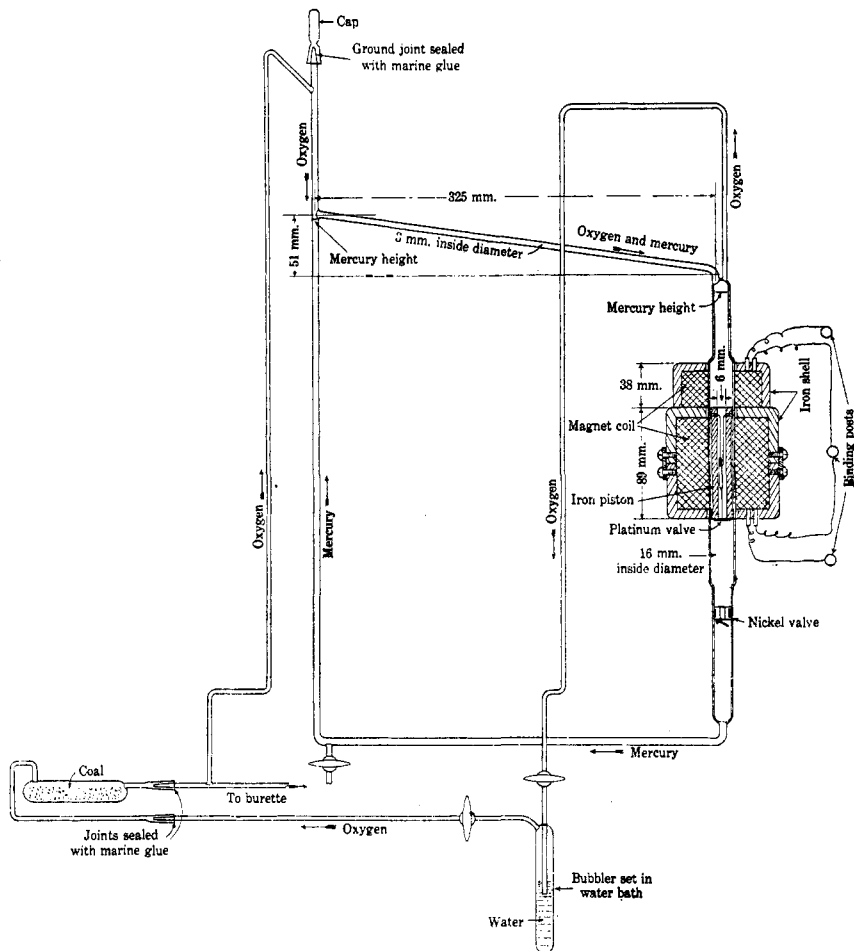 Cap
Ground joint sealed
with marine glue
Oxygen
Oxygen
325 mm.
51 mm.
Mercury height
mm. inside diameter
Oxygen and mercury
Mercury height
6 mm.
38 mm.
Iron shell
Magnet coil
89 mm.
Binding posts
Iron piston
Platinum valve
16 mm.
inside diameter
Oxygen
Mercury
Oxygen
Nickel valve
Mercury
Coal
To burette
Joints sealed
with marine glue
Oxygen
Bubbler set in
water bath
Water